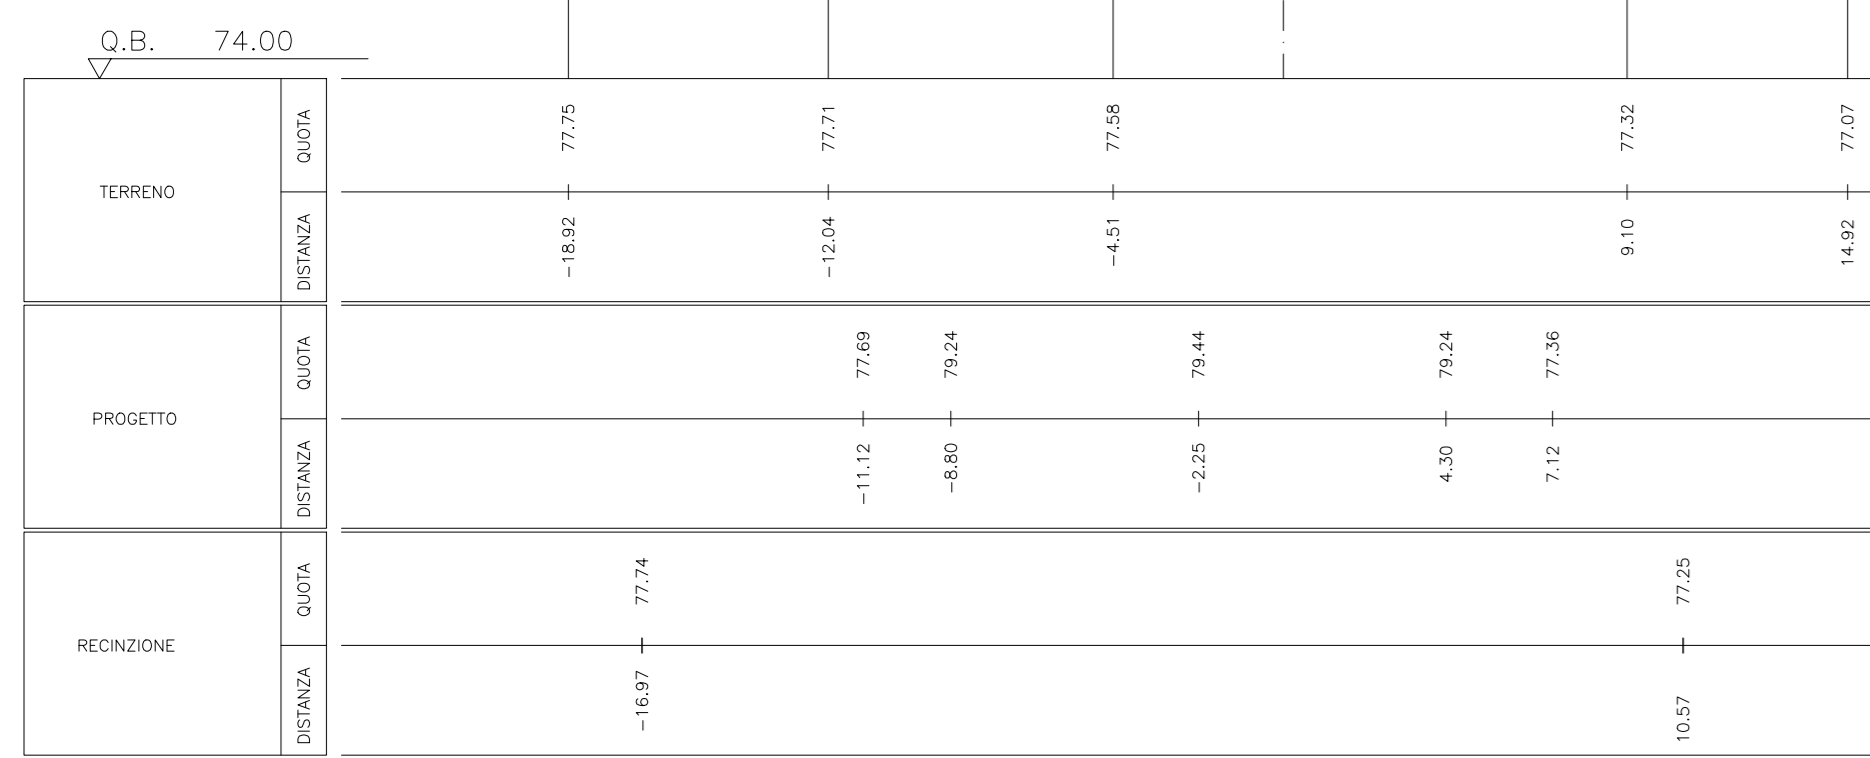 Q.B. 74.00
TERRENO
QUOTA
77.75 77.71 77.58 77.32 77.07
DISTANZA
-18.92 -12.04 -4.51 9.10 14.92
PROGETTO
QUOTA
77.69 79.24 79.44 79.24 77.36
DISTANZA
-11.12 -8.80 -2.25 4.30 7.12
RECINZIONE
QUOTA
77.74 77.25
DISTANZA
-16.97 10.57